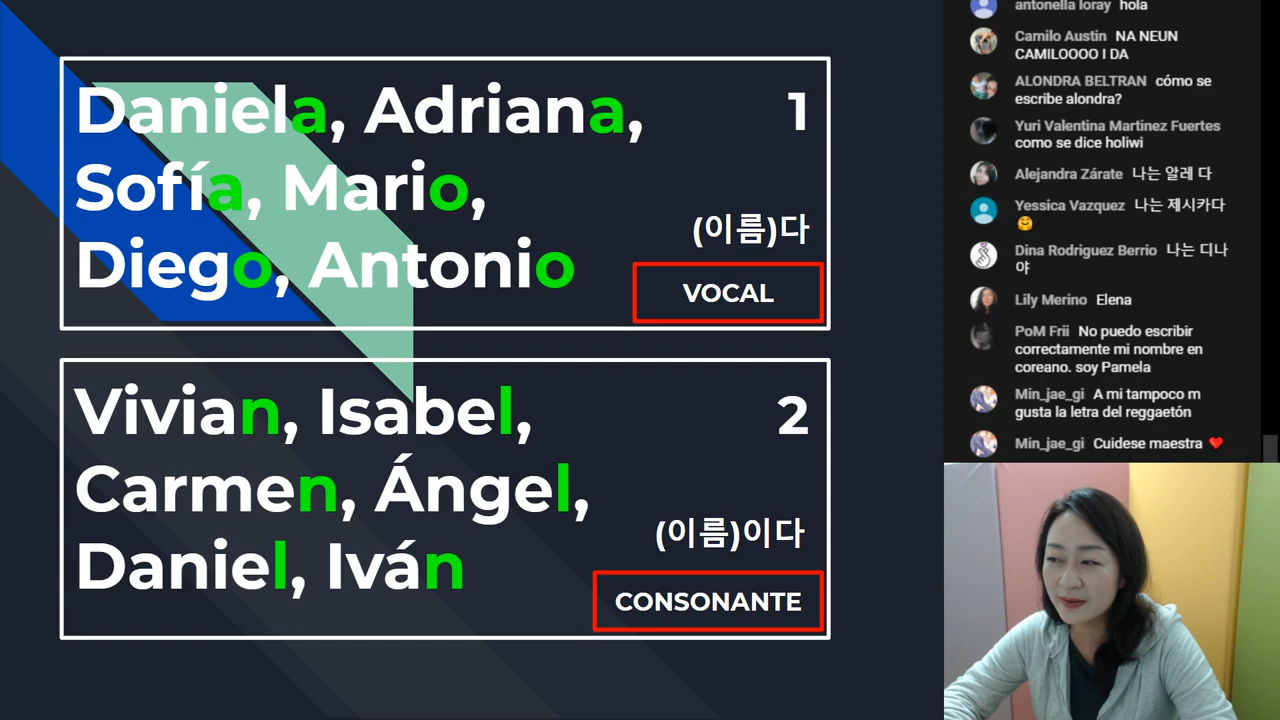 Daniela, Adriana,
1
Sofía, Mario,
(이름)다
Diego, Antonio
VOCAL
Vivian, Isabel,
2
Carmen, Ángel,
(이름)이다
Daniel, Iván
CONSONANTE
antonella loray hola
Camilo Austin NA NEUN
CAMILOOOO I DA
ALONDRA BELTRAN cómo se
escribe alondra?
Yuri Valentina Martinez Fuertes
como se dice holiwi
Alejandra Zárate 나는 알레 다
Yessica Vazquez 나는 제시카다
🤗
Dina Rodriguez Berrio 나는 디나
야
Lily Merino Elena
PoM Frii No puedo escribir
correctamente mi nombre en
coreano. soy Pamela
Min_jae_gi A mi tampoco m
gusta la letra del reggaetón
Min_jae_gi Cuidese maestra ❤️